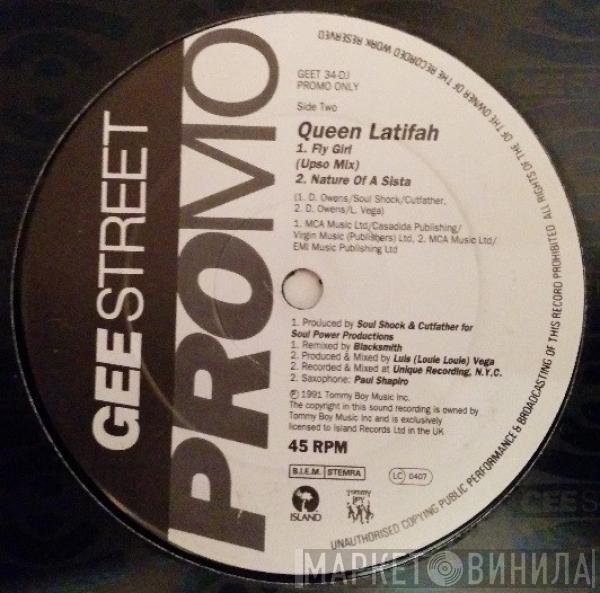 GEE STREET
PROMO
GEET 34-DJ
PROMO ONLY
Side Two
Queen Latifah
1. Fly Girl
(Upso Mix)
2. Nature Of A Sista
(1. D. Owens/Soul Shock/Cutfather,
2. D. Owens/L. Vega)
1. MCA Music Ltd/Casadida Publishing/
Virgin Music (Publishers) Ltd, 2. MCA Music Ltd/
EMI Music Publishing Ltd
1. Produced by Soul Shock & Cutfather for
Soul Power Productions
1. Remixed by Blacksmith
2. Produced & Mixed by Luis (Louie Louie) Vega
2. Recorded & Mixed at Unique Recording, N.Y.C.
2. Saxophone: Paul Shapiro
℗ 1991 Tommy Boy Music Inc.
The copyright in this sound recording is owned by
Tommy Boy Music Inc and is exclusively
licensed to Island Records Ltd in the UK
45 RPM
B.I.E.M. STEMRA
LC 0407
ISLAND
Tommy Boy
UNAUTHORISED COPYING PUBLIC PERFORMANCE & BROADCASTING OF THIS RECORD PROHIBITED ALL RIGHTS OF THE OF THE OWNER OF THE RECORDED WORK RESERVED
GEE S
МАРКЕТ ВИНИЛА